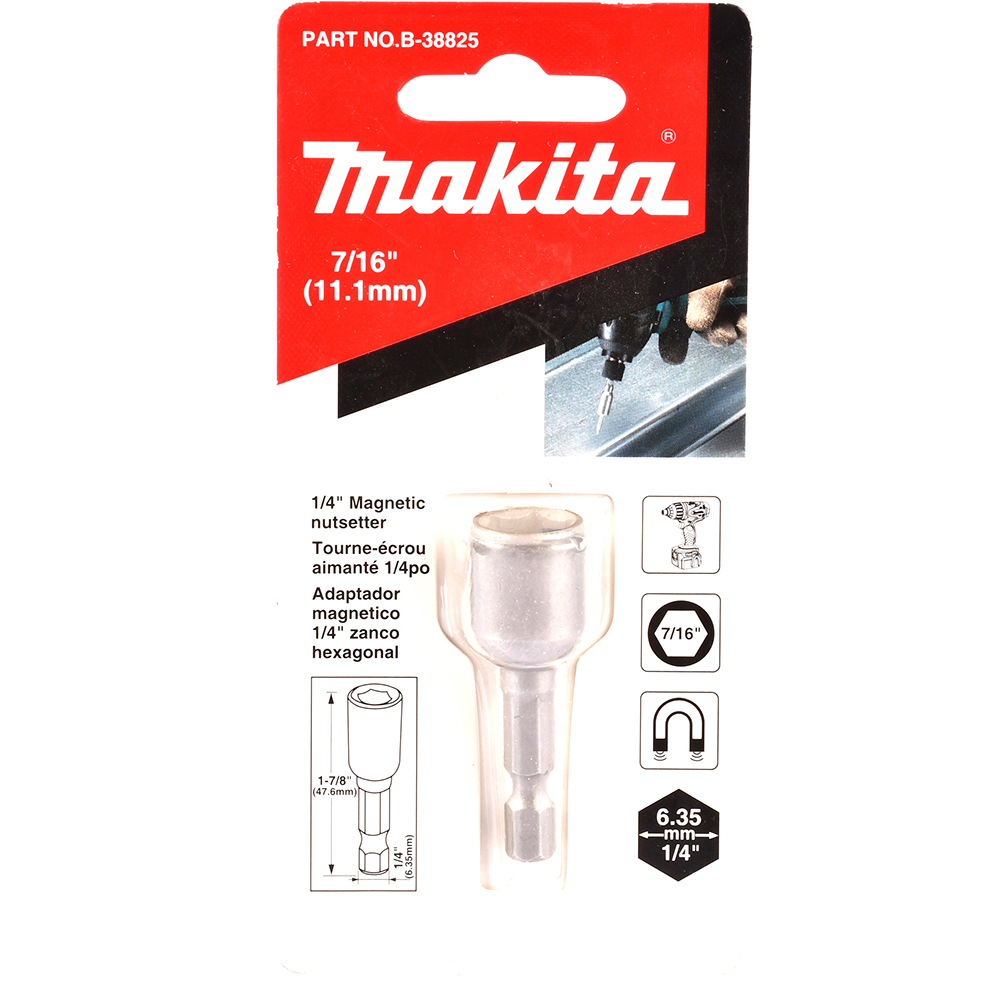 PART NO.B-38825
makita®
7/16"
(11.1mm)
1/4" Magnetic
nutsetter
Tourne-écrou
aimanté 1/4po
Adaptador
magnetico
1/4" zanco
hexagonal
7/16"
1-7/8"
(47.6mm)
1/4"
(6.35mm)
6.35
mm
1/4"